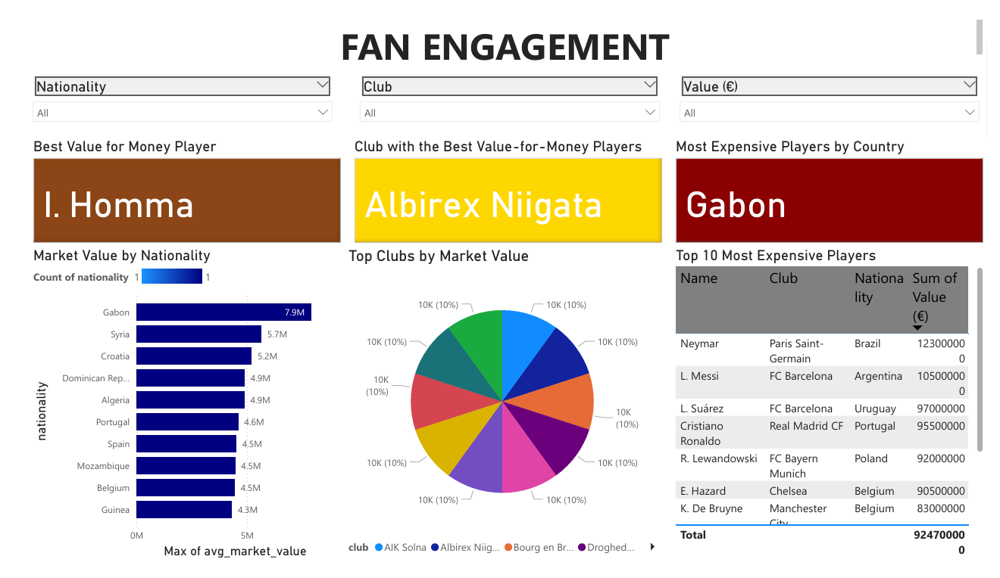 FAN ENGAGEMENT
Nationality
Club
Value (€)
All
All
All
Best Value for Money Player
Club with the Best Value-for-Money Players
Most Expensive Players by Country
I. Homma
Albirex Niigata
Gabon
Market Value by Nationality
Count of nationality 1 1
nationality
Gabon 7.9M
Syria 5.7M
Croatia 5.2M
Dominican Rep... 4.9M
Algeria 4.9M
Portugal 4.6M
Spain 4.5M
Mozambique 4.5M
Belgium 4.5M
Guinea 4.3M
0M 5M
Max of avg_market_value
Top Clubs by Market Value
10K (10%)
10K (10%)
10K
(10%)
10K (10%)
10K (10%)
10K (10%)
10K (10%)
10K
(10%)
10K (10%)
10K (10%)
club AIK Solna Albirex Niig... Bourg en Br... Droghed...
Top 10 Most Expensive Players
Name Club Nationa Sum of
lity Value
(€)
Neymar Paris Saint- Brazil 12300000
Germain 0
L. Messi FC Barcelona Argentina 10500000
0
L. Suárez FC Barcelona Uruguay 97000000
Cristiano Real Madrid CF Portugal 95500000
Ronaldo
R. Lewandowski FC Bayern Poland 92000000
Munich
E. Hazard Chelsea Belgium 90500000
K. De Bruyne Manchester Belgium 83000000
City
Total 92470000
0